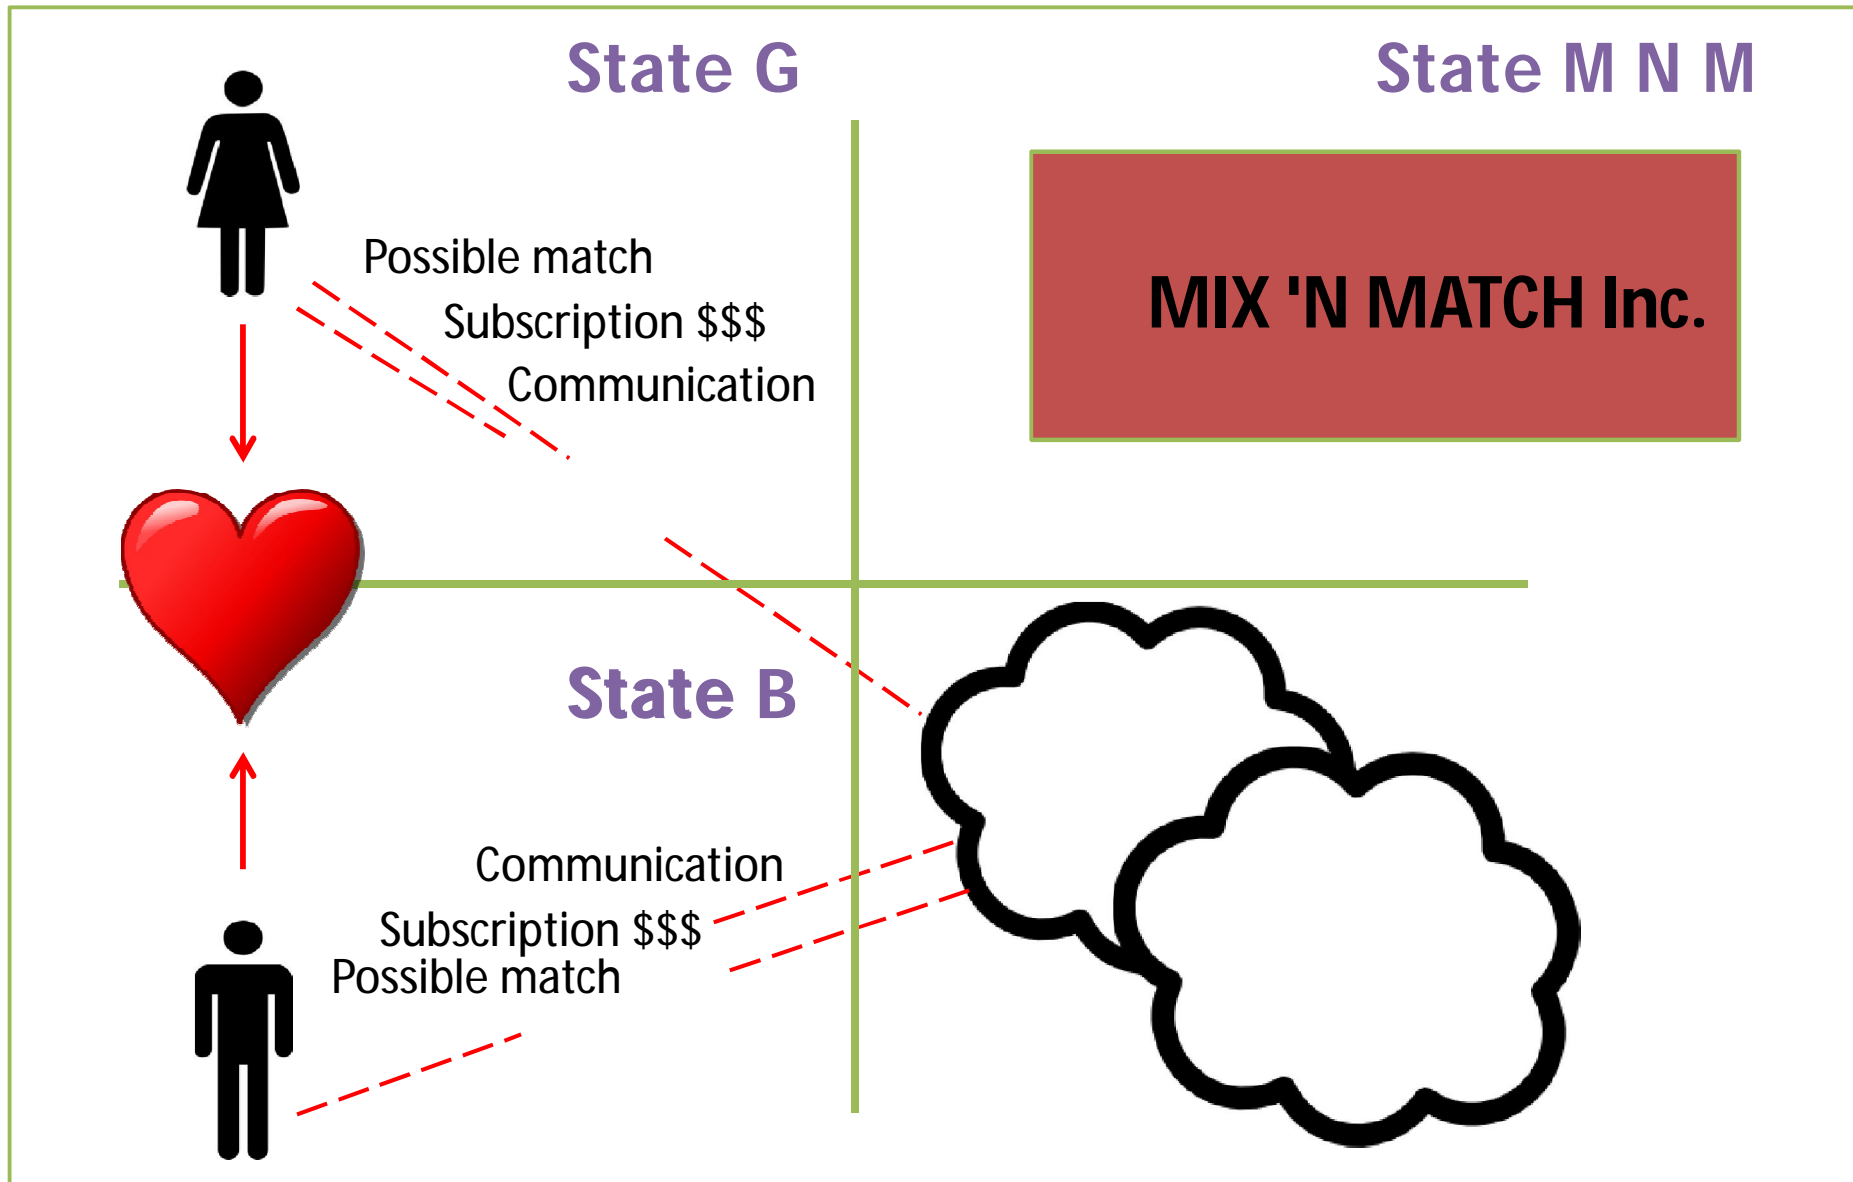 State G
State M N M
Possible match
Subscription $$$
Communication
MIX 'N MATCH Inc.
State B
Communication
Subscription $$$
Possible match